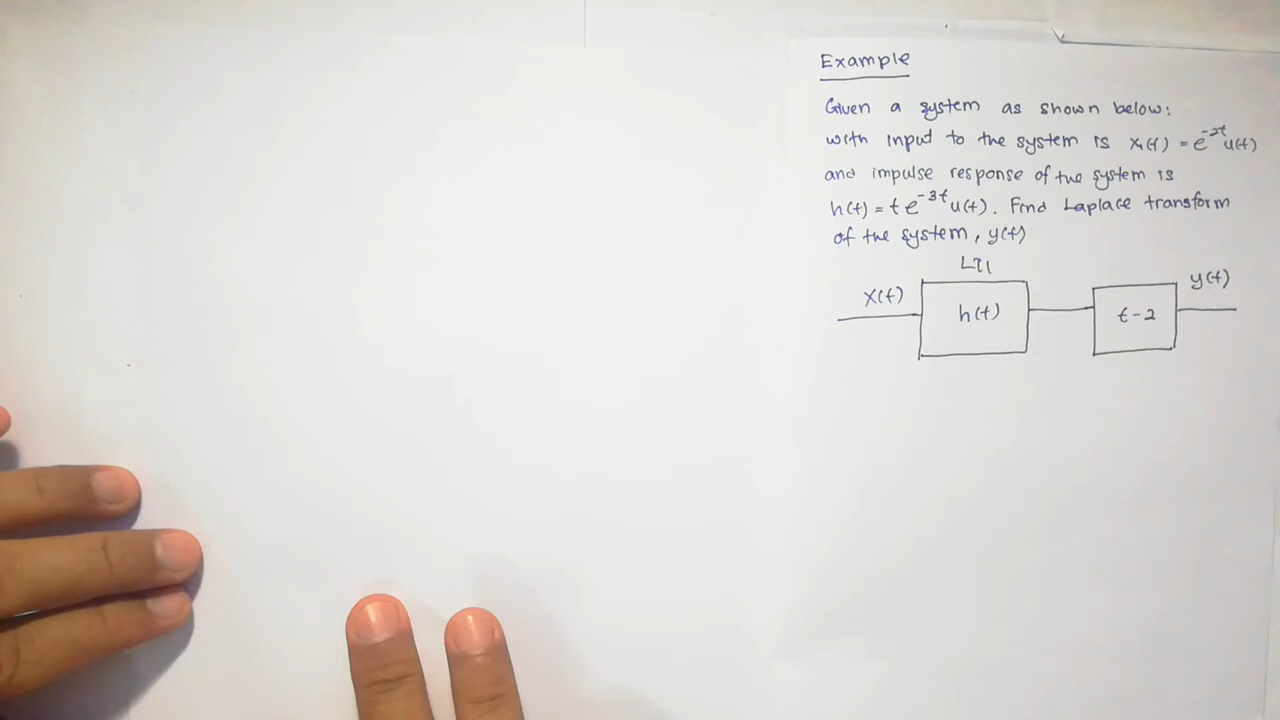 Example
Given a system as shown below:
with input to the system is x(t) = e^-2t u(t)
and impulse response of the system is
h(t) = t e^-3t u(t). Find Laplace transform
of the system, y(t)
LTI
x(t)
h(t)
t-2
y(t)